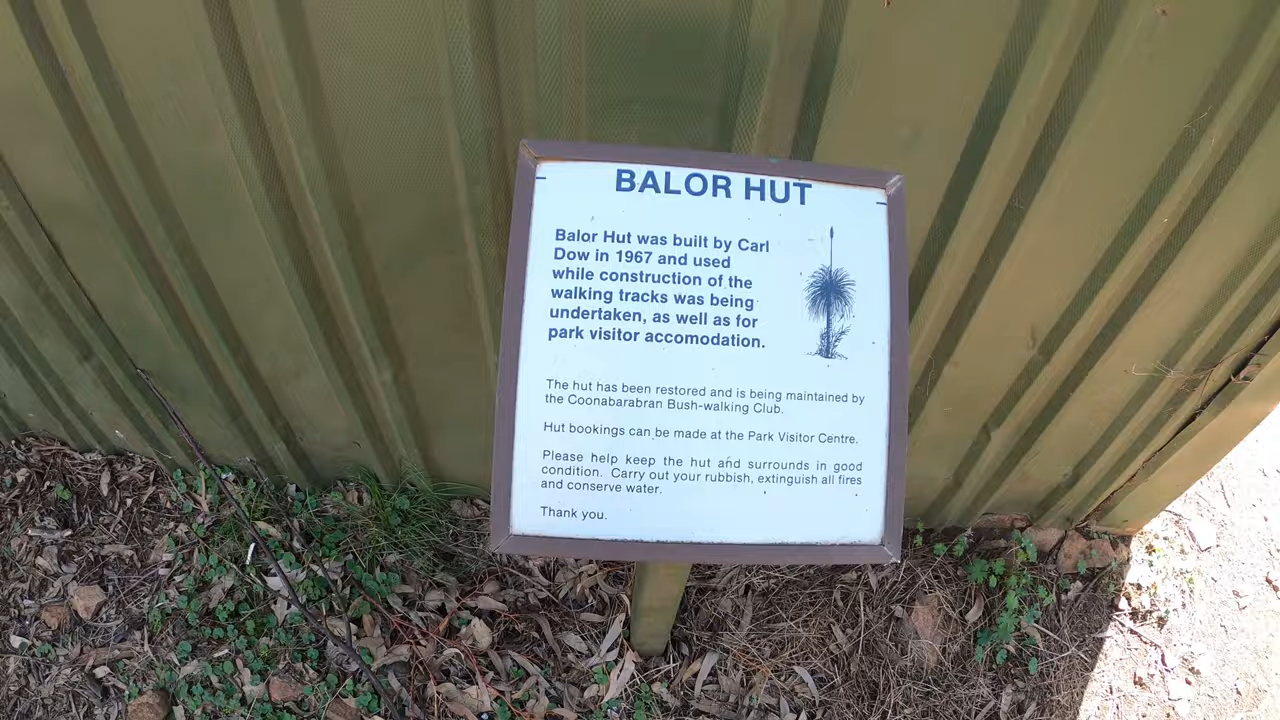 BALOR HUT
Balor Hut was built by Carl
Dow in 1967 and used
while construction of the
walking tracks was being
undertaken, as well as for
park visitor accomodation.
The hut has been restored and is being maintained by
the Coonabarabran Bush-walking Club.
Hut bookings can be made at the Park Visitor Centre.
Please help keep the hut and surrounds in good
condition. Carry out your rubbish, extinguish all fires
and conserve water.
Thank you.